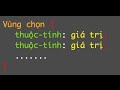 Vùng chọn {
thuộc-tính: giá trị
thuộc-tính: giá trị
.......